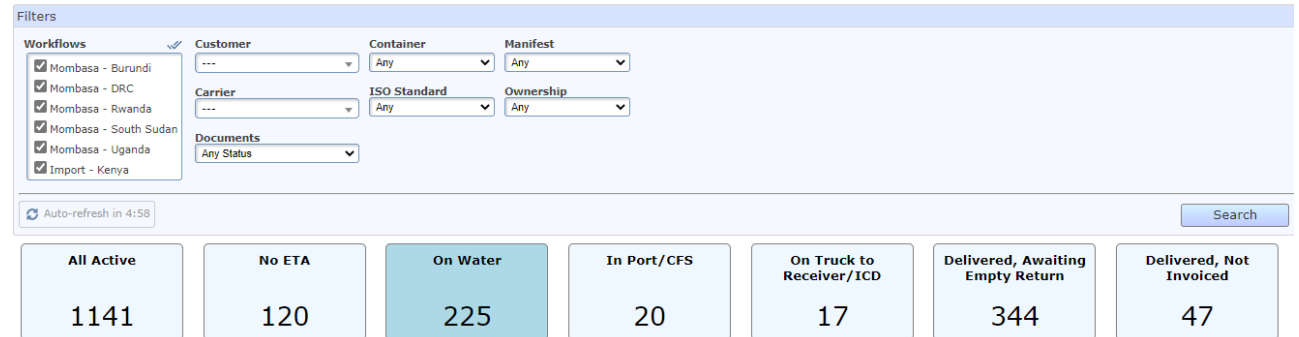 Filters
Workflows
Mombasa - Burundi
Mombasa - DRC
Mombasa - Rwanda
Mombasa - South Sudan
Mombasa - Uganda
Import - Kenya
Customer
---
Carrier
---
Documents
Any Status
Container
Any
ISO Standard
Any
Manifest
Any
Ownership
Any
Auto-refresh in 4:58
Search
All Active
1141
No ETA
120
On Water
225
In Port/CFS
20
On Truck to
Receiver/ICD
17
Delivered, Awaiting
Empty Return
344
Delivered, Not
Invoiced
47